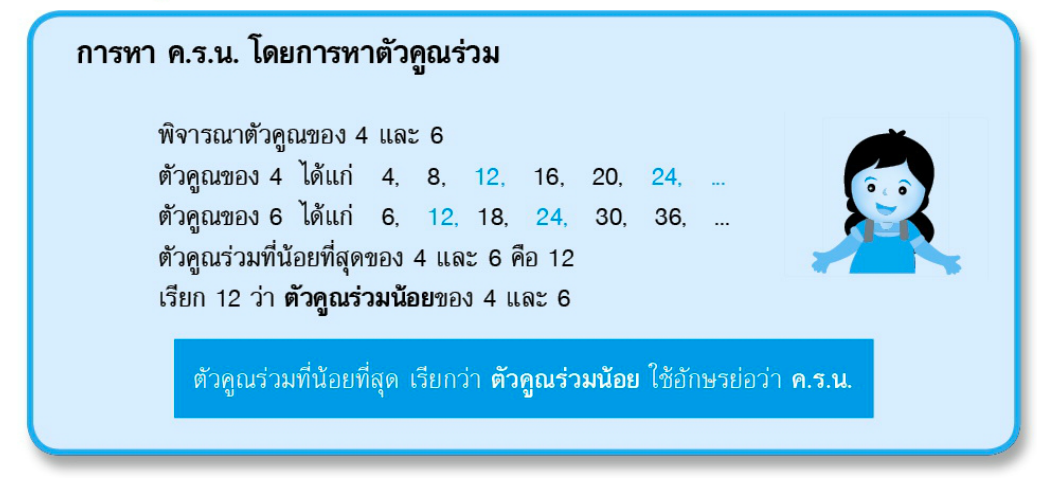 การหา ค.ร.น. โดยการหาตัวคูณร่วม
พิจารณาตัวคูณของ 4 และ 6
ตัวคูณของ 4 ได้แก่ 4, 8, 12, 16, 20, 24, ...
ตัวคูณของ 6 ได้แก่ 6, 12, 18, 24, 30, 36, ...
ตัวคูณร่วมที่น้อยที่สุดของ 4 และ 6 คือ 12
เรียก 12 ว่า ตัวคูณร่วมน้อยของ 4 และ 6
ตัวคูณร่วมที่น้อยที่สุด เรียกว่า ตัวคูณร่วมน้อย ใช้อักษรย่อว่า ค.ร.น.